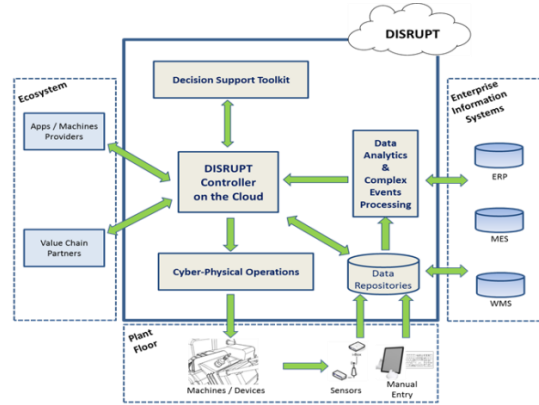 DISRUPT
Ecosystem
Apps / Machines
Providers
Value Chain
Partners
Decision Support Toolkit
DISRUPT
Controller
on the Cloud
Cyber-Physical Operations
Data
Analytics
&
Complex
Events
Processing
Data
Repositories
Enterprise
Information
Systems
ERP
MES
WMS
Plant
Floor
Machines / Devices
Sensors
Manual
Entry